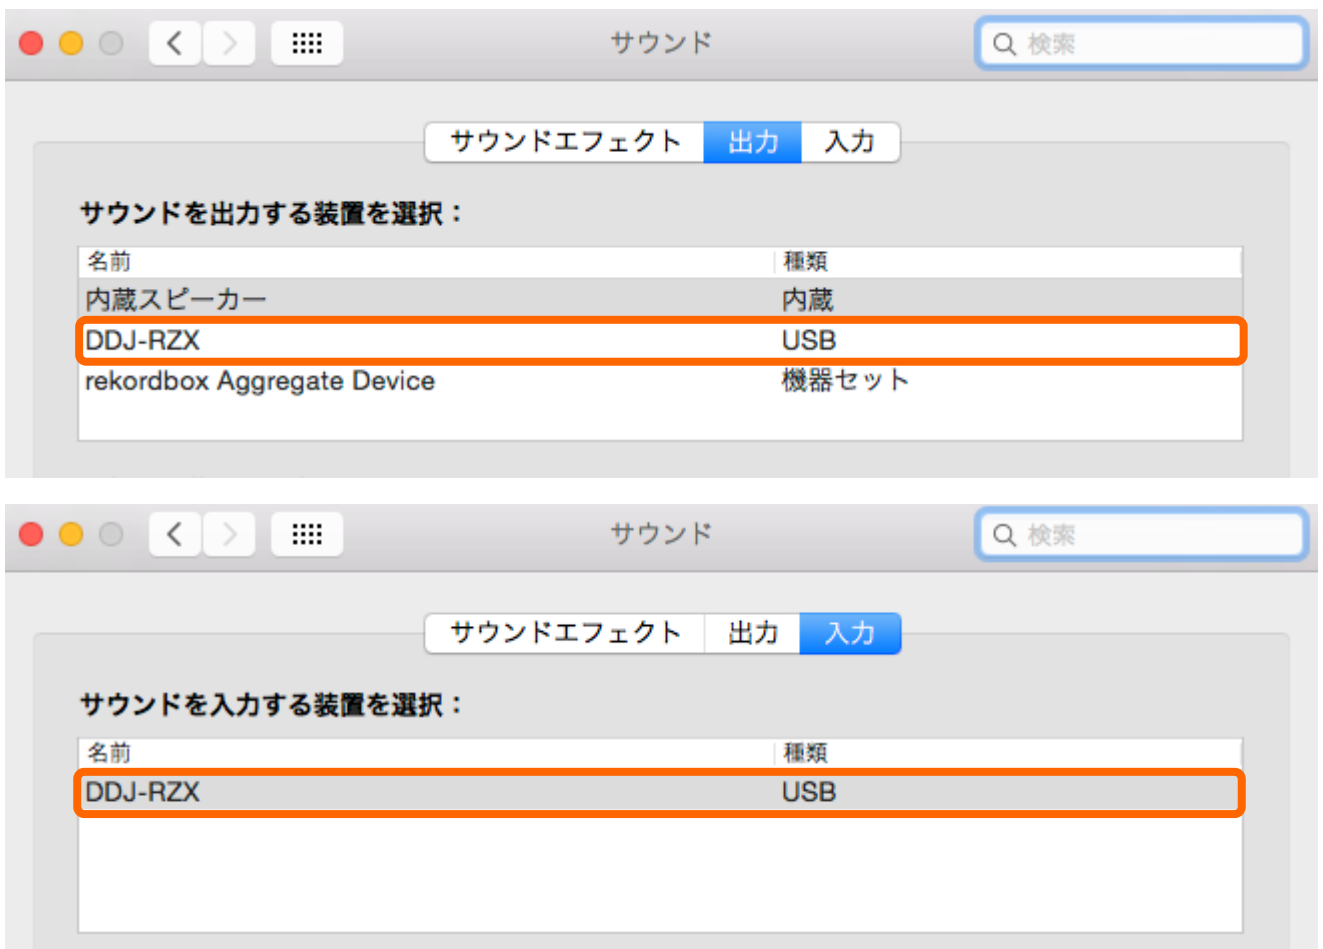 サウンド
検索
サウンドエフェクト 出力 入力
サウンドを出力する装置を選択：
名前 種類
内蔵スピーカー 内蔵
DDJ-RZX USB
rekordbox Aggregate Device 機器セット
サウンド
検索
サウンドエフェクト 出力 入力
サウンドを入力する装置を選択：
名前 種類
DDJ-RZX USB